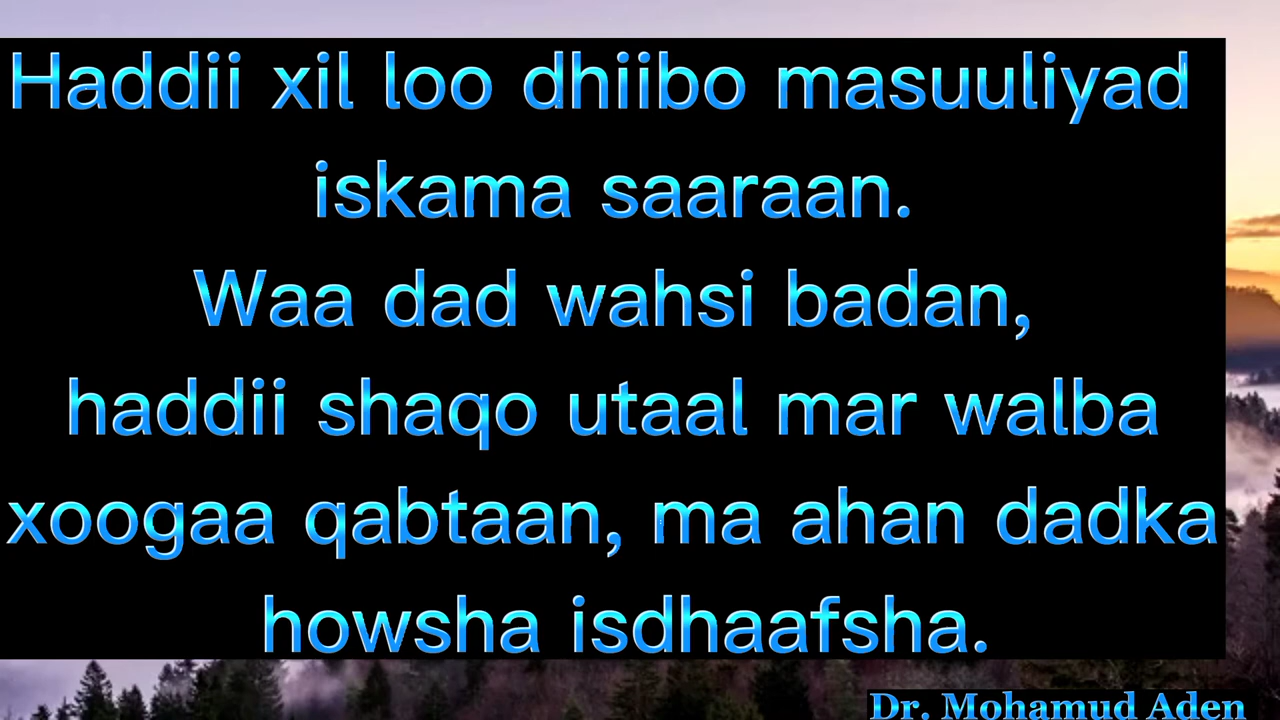 Haddii xil loo dhiibo masuuliyad
iskama saaraan.
Waa dad wahsi badan,
haddii shaqo utaal mar walba
xoogaa qabtaan, ma ahan dadka
howsha isdhaafsha.
Dr. Mohamud Aden